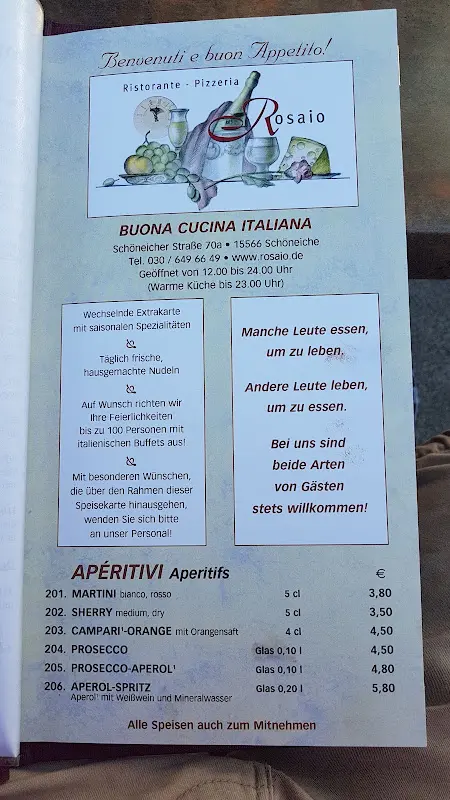 Benvenuti e buon Appetito!
Ristorante - Pizzeria
Rosaio
BUONA CUCINA ITALIANA
Schöneicher Straße 70a • 15566 Schöneiche
Tel. 030 / 649 66 49 • www.rosaio.de
Geöffnet von 12.00 bis 24.00 Uhr
(Warme Küche bis 23.00 Uhr)
Wechselnde Extrakarte
mit saisonalen Spezialitäten
Täglich frische,
hausgemachte Nudeln
Auf Wunsch richten wir
Ihre Feierlichkeiten
bis zu 100 Personen mit
italienischen Buffets aus!
Mit besonderen Wünschen,
die über den Rahmen dieser
Speisekarte hinausgehen,
wenden Sie sich bitte
an unser Personal!
Manche Leute essen,
um zu leben.
Andere Leute leben,
um zu essen.
Bei uns sind
beide Arten
von Gästen
stets willkommen!
APÉRITIVI Aperitifs €
201. MARTINI bianco, rosso 5 cl 3,80
202. SHERRY medium, dry 5 cl 3,50
203. CAMPARI¹-ORANGE mit Orangensaft 4 cl 4,50
204. PROSECCO Glas 0,10 l 4,50
205. PROSECCO-APEROL¹ Glas 0,10 l 4,80
206. APEROL-SPRITZ Glas 0,20 l 5,80
Aperol¹ mit Weißwein und Mineralwasser
Alle Speisen auch zum Mitnehmen